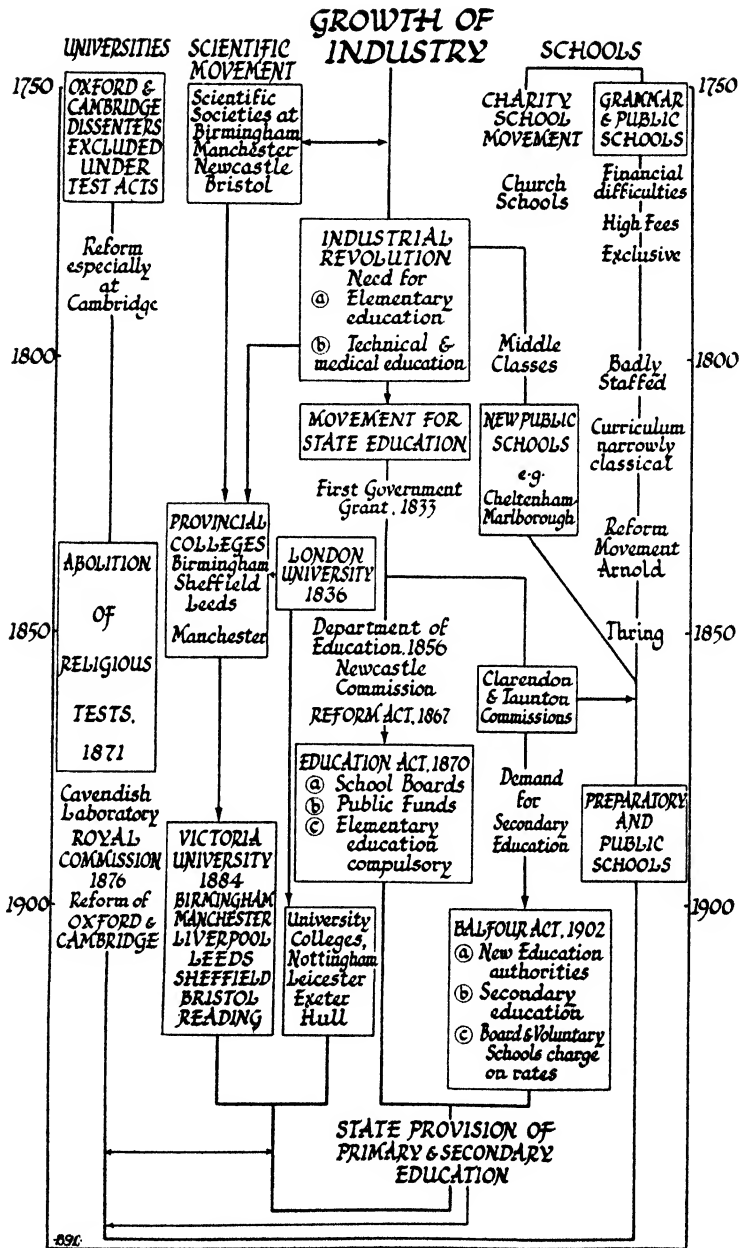 GROWTH OF
INDUSTRY
UNIVERSITIES
SCIENTIFIC
MOVEMENT
SCHOOLS
1750
1750
OXFORD &
CAMBRIDGE
DISSENTERS
EXCLUDED
UNDER
TEST ACTS
Scientific
Societies at
Birmingham
Manchester
Newcastle
Bristol
CHARITY
SCHOOL
MOVEMENT
Church
Schools
GRAMMAR
& PUBLIC
SCHOOLS
Financial
difficulties
High Fees
Exclusive
Reform
especially
at
Cambridge
INDUSTRIAL
REVOLUTION
Need for
(a) Elementary
education
(b) Technical &
medical education
Middle
Classes
1800
1800
Badly
Staffed
MOVEMENT FOR
STATE EDUCATION
NEW PUBLIC
SCHOOLS
e.g.
Cheltenham
Marlborough
Curriculum
narrowly
classical
First Government
Grant, 1833
PROVINCIAL
COLLEGES
Birmingham
Sheffield
Leeds
Manchester
LONDON
UNIVERSITY
1836
Reform
Movement
Arnold
ABOLITION
OF
RELIGIOUS
TESTS,
1871
1850
1850
Thring
Department of
Education, 1856
Newcastle
Commission
REFORM ACT, 1867
Clarendon
& Taunton
Commissions
EDUCATION ACT, 1870
(a) School Boards
(b) Public Funds
(c) Elementary
education
compulsory
Demand
for
Secondary
Education
PREPARATORY
AND
PUBLIC
SCHOOLS
Cavendish
Laboratory
ROYAL
COMMISSION
1876
Reform of
OXFORD &
CAMBRIDGE
VICTORIA
UNIVERSITY
1884
BIRMINGHAM
MANCHESTER
LIVERPOOL
LEEDS
SHEFFIELD
BRISTOL
READING
1900
1900
University
Colleges,
Nottingham
Leicester
Exeter
Hull
BALFOUR ACT, 1902
(a) New Education
authorities
(b) Secondary
education
(c) Board & Voluntary
Schools charge
on rates
STATE PROVISION OF
PRIMARY & SECONDARY
EDUCATION